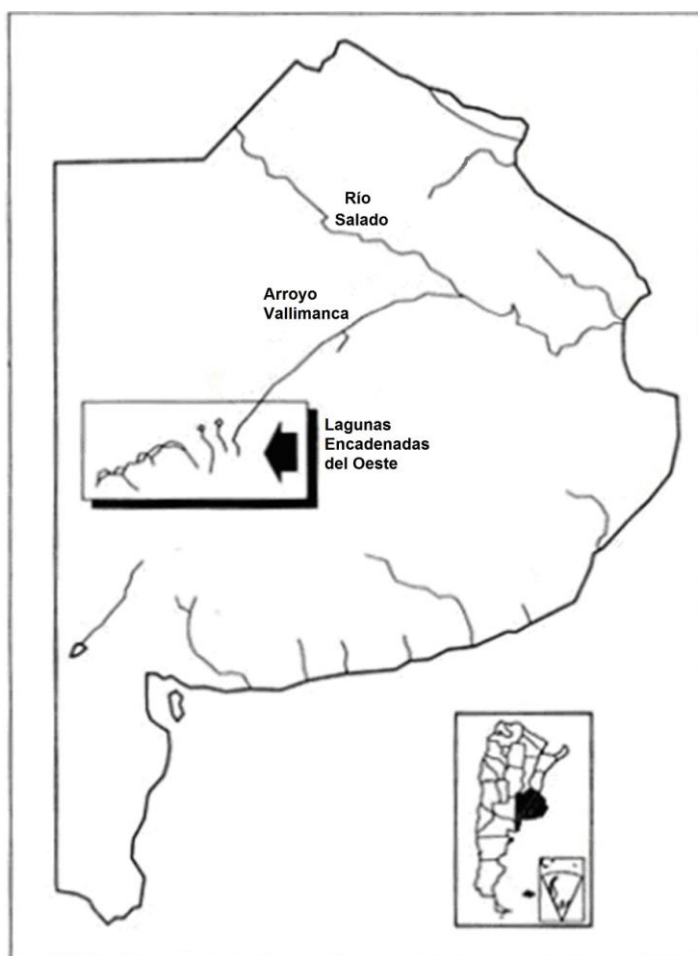 Río
Salado
Arroyo
Vallimanca
Lagunas
Encadenadas
del Oeste